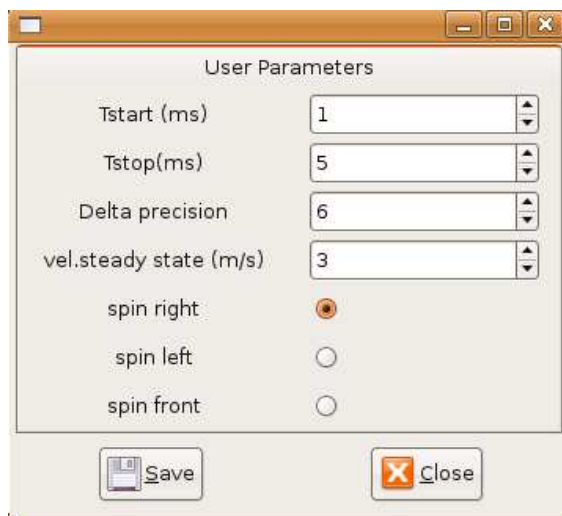 User Parameters
Tstart (ms) 1
Tstop(ms) 5
Delta precision 6
vel.steady state (m/s) 3
spin right
spin left
spin front
Save Close